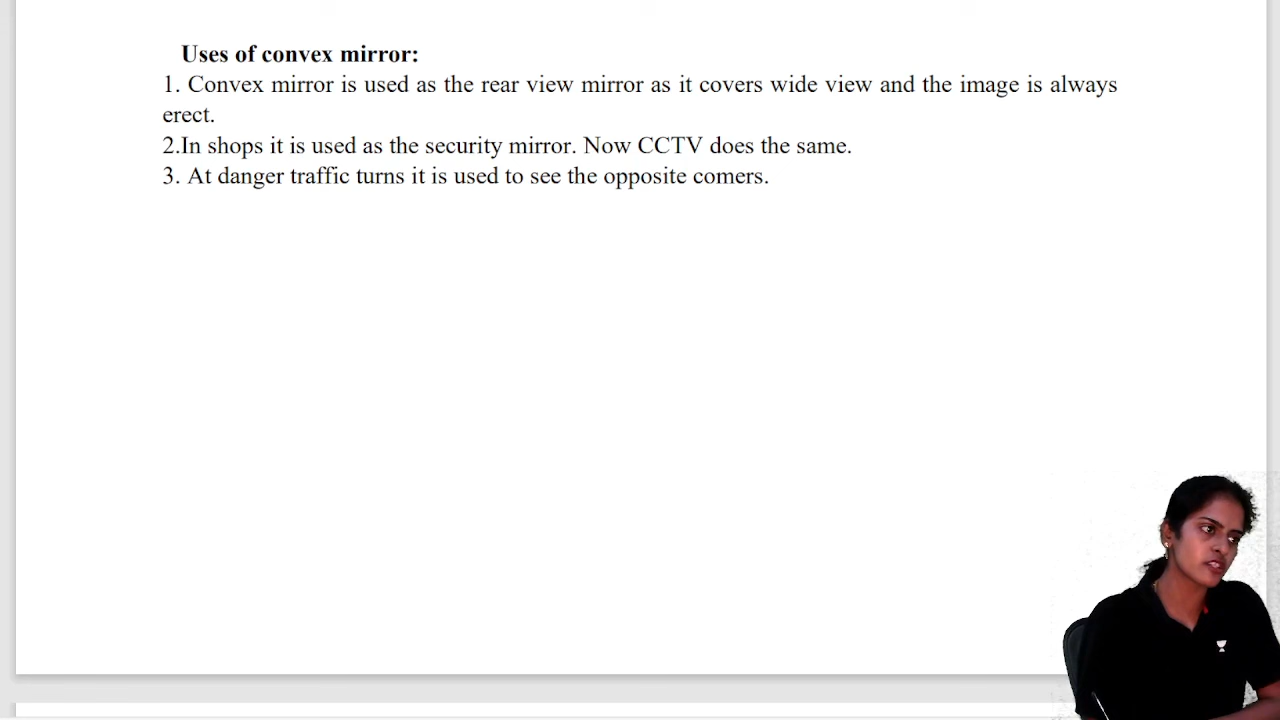 Uses of convex mirror:
1. Convex mirror is used as the rear view mirror as it covers wide view and the image is always
erect.
2.In shops it is used as the security mirror. Now CCTV does the same.
3. At danger traffic turns it is used to see the opposite comers.